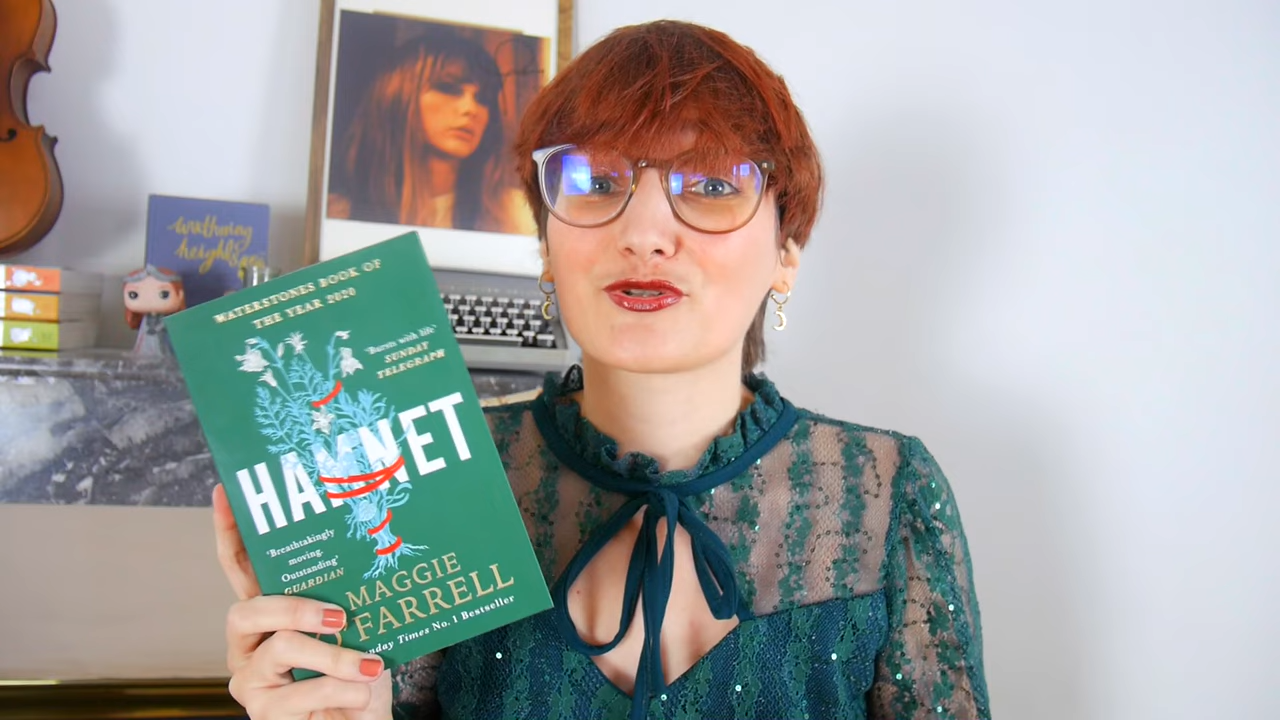 wuthering
heights
WATERSTONES BOOK OF
THE YEAR 2020
'Bursts with life'
SUNDAY
TELEGRAPH
HAMNET
'Breathtakingly
moving.
Outstanding'
GUARDIAN
MAGGIE
O'FARRELL
Sunday Times No. 1 Bestseller